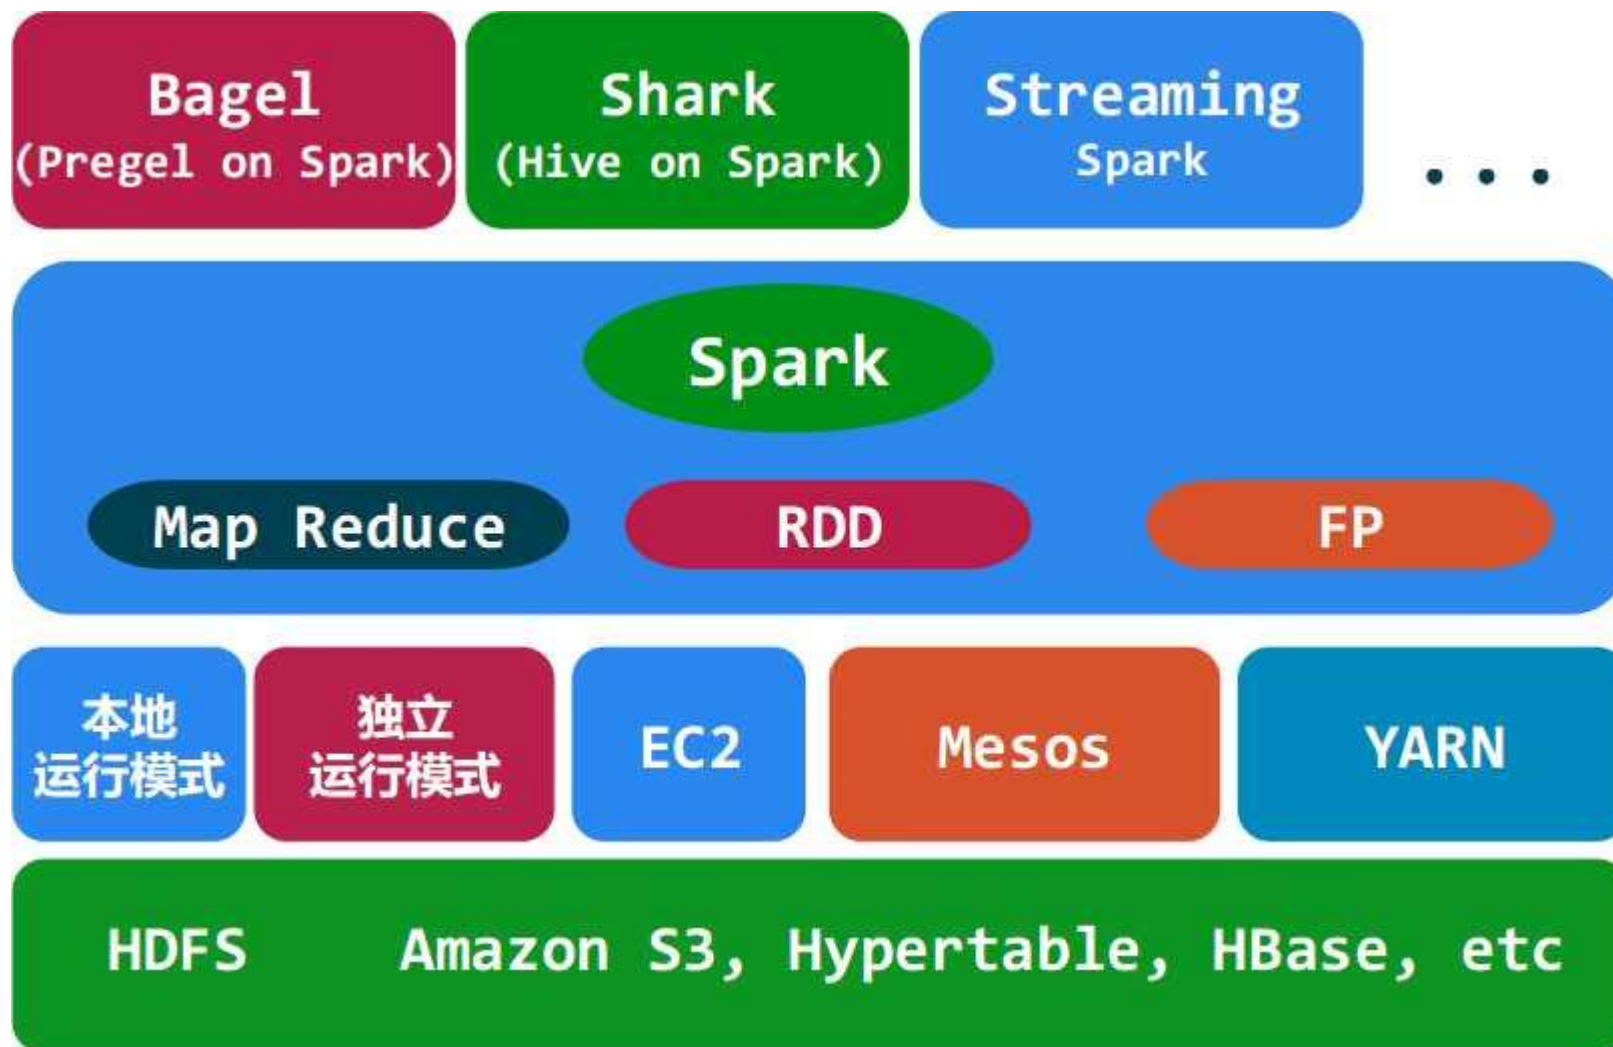 Bagel
(Pregel on Spark)
Shark
(Hive on Spark)
Streaming
Spark
...
Spark
Map Reduce
RDD
FP
本地
运行模式
独立
运行模式
EC2
Mesos
YARN
HDFS Amazon S3, Hypertable, HBase, etc